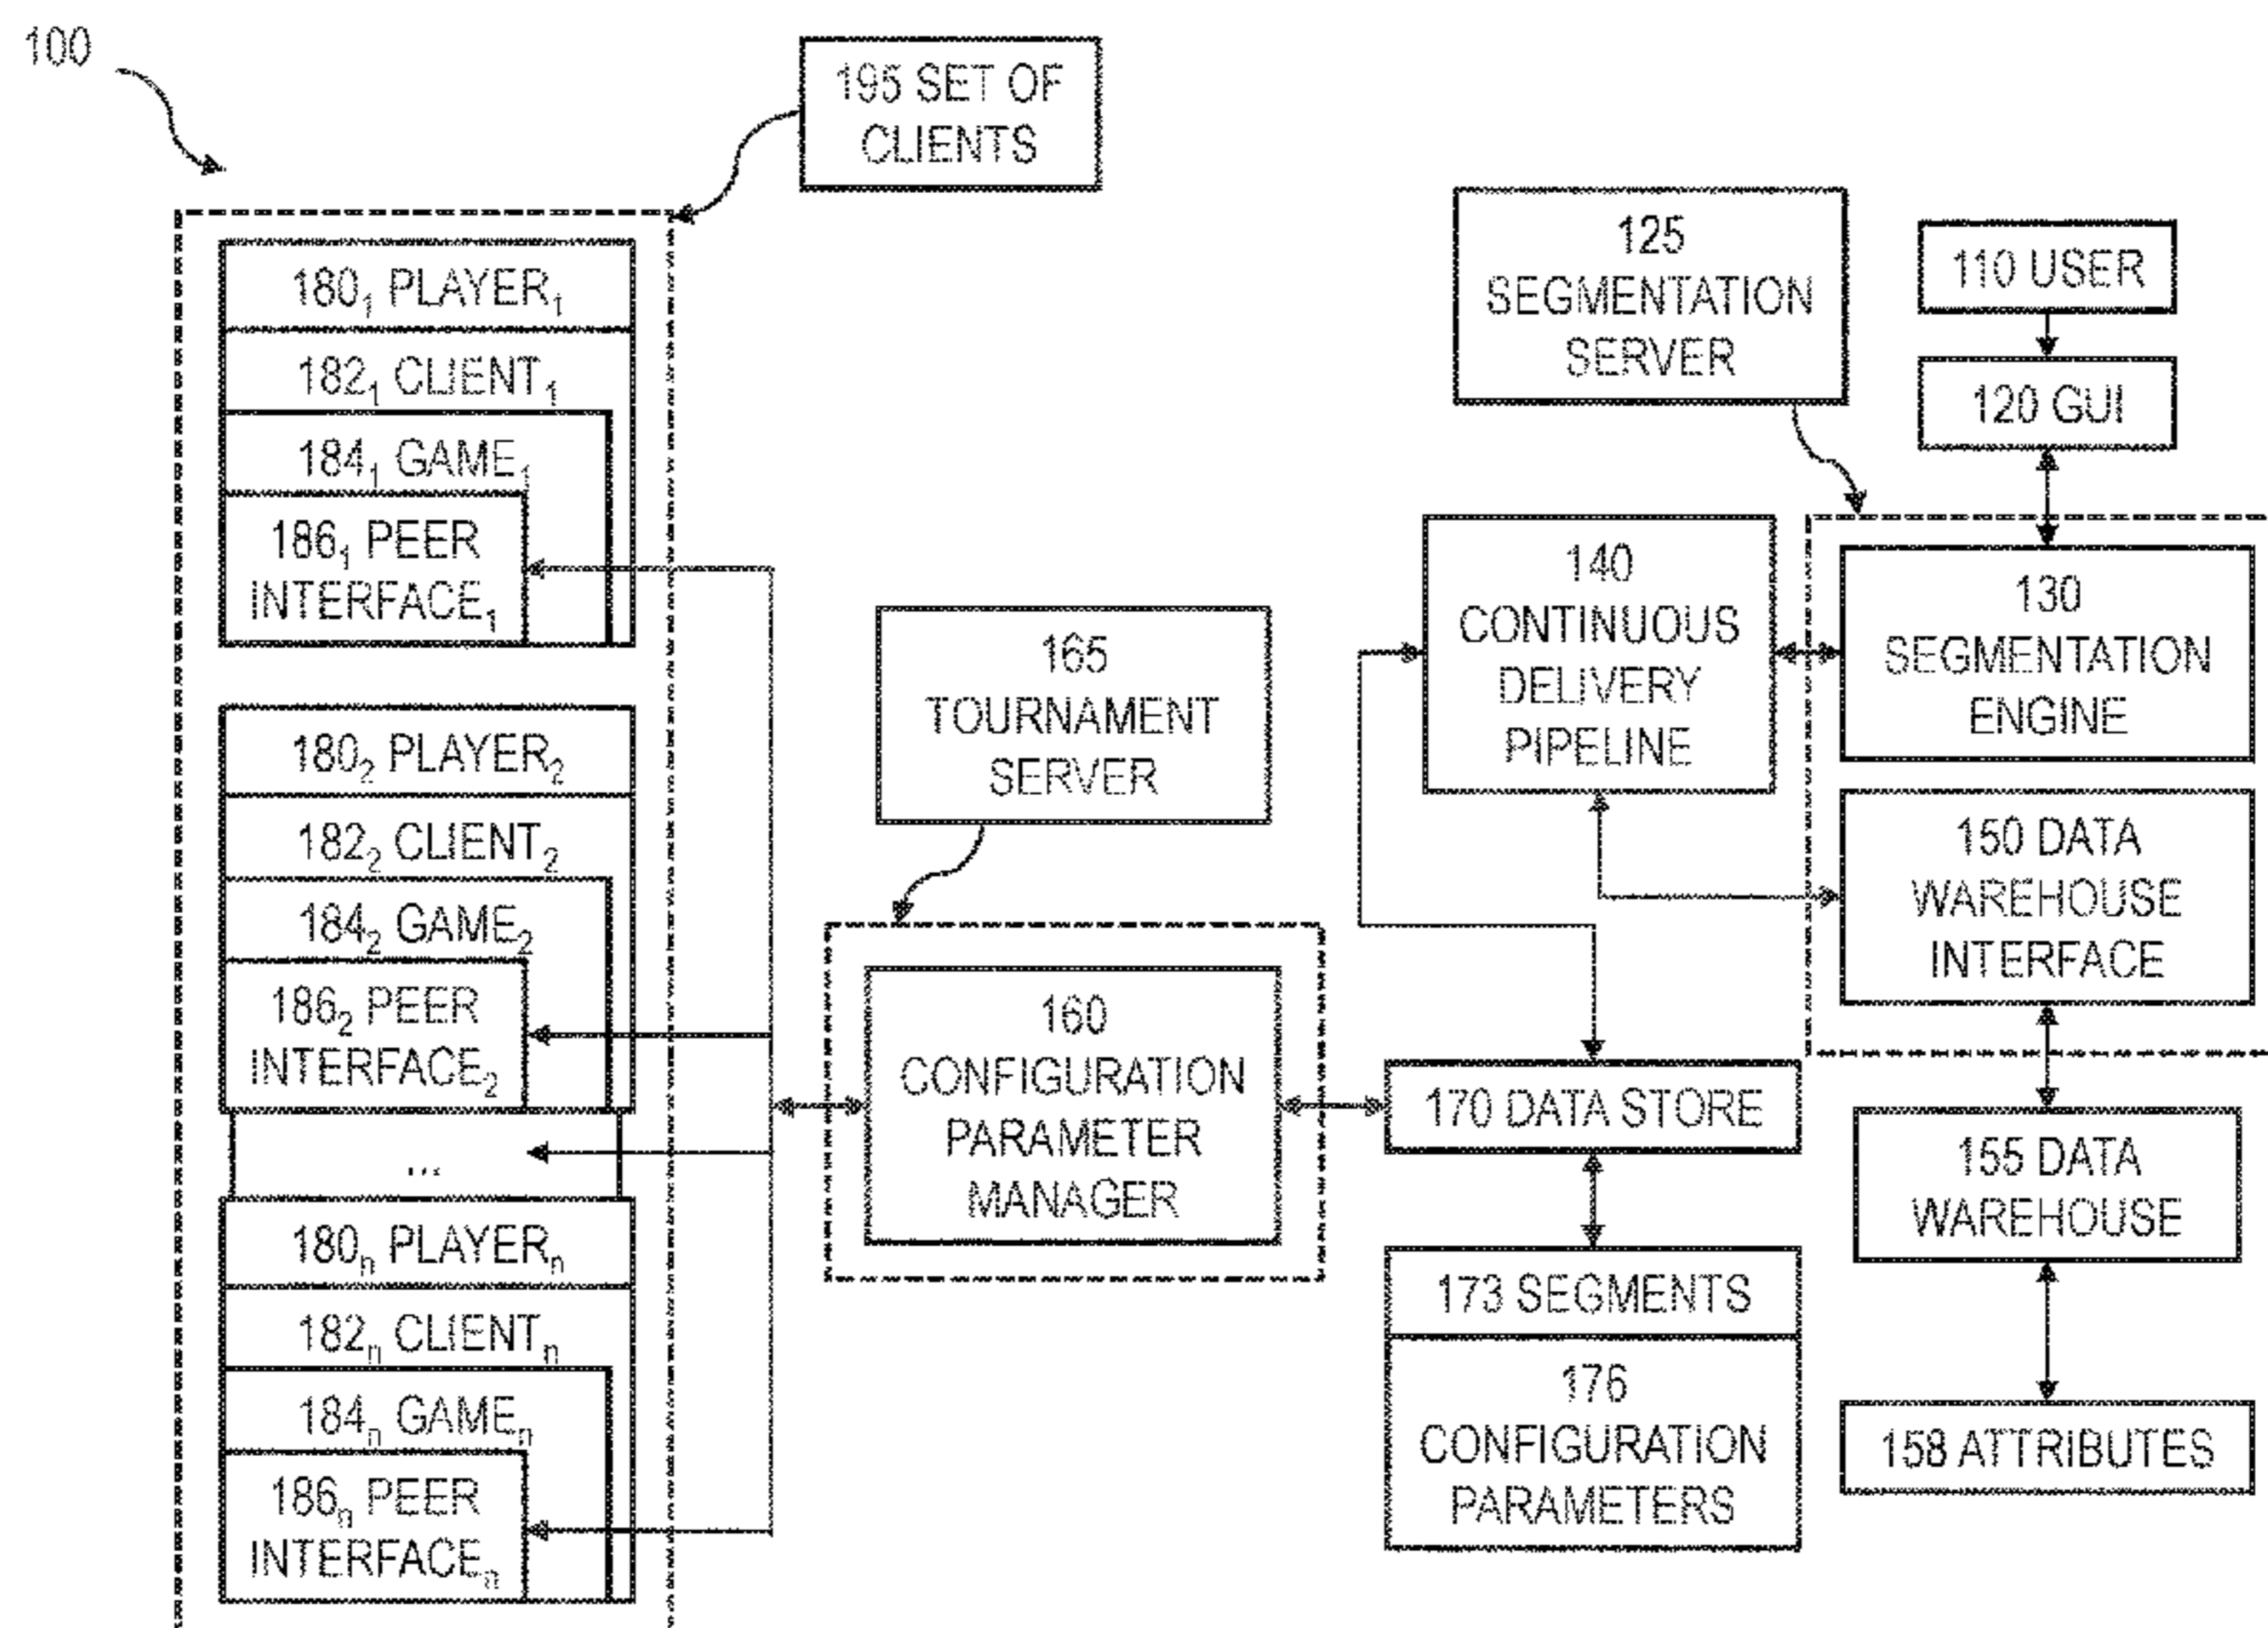 100
195 SET OF
CLIENTS
180₁ PLAYER₁
182₁ CLIENT₁
184₁ GAME₁
186₁ PEER
INTERFACE₁
180₂ PLAYER₂
182₂ CLIENT₂
184₂ GAME₂
186₂ PEER
INTERFACE₂
...
180ₙ PLAYERₙ
182ₙ CLIENTₙ
184ₙ GAMEₙ
186ₙ PEER
INTERFACEₙ
165
TOURNAMENT
SERVER
160
CONFIGURATION
PARAMETER
MANAGER
125
SEGMENTATION
SERVER
110 USER
120 GUI
140
CONTINUOUS
DELIVERY
PIPELINE
130
SEGMENTATION
ENGINE
150 DATA
WAREHOUSE
INTERFACE
170 DATA STORE
173 SEGMENTS
176
CONFIGURATION
PARAMETERS
155 DATA
WAREHOUSE
158 ATTRIBUTES